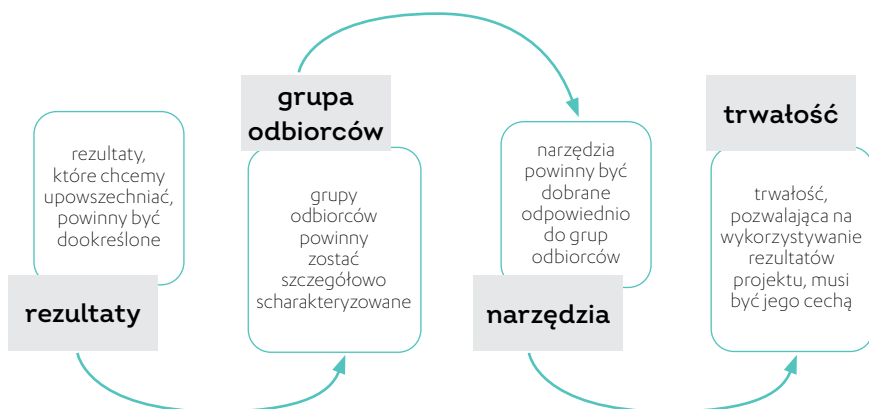 rezultaty,
które chcemy
upowszechniać,
powinny być
dookreślone
rezultaty
grupa
odbiorców
grupy
odbiorców
powinny
zostać
szczegółowo
scharakteryzowane
narzędzia
powinny być
dobrane
odpowiednio
do grup
odbiorców
narzędzia
trwałość
trwałość,
pozwalająca na
wykorzystywanie
rezultatów
projektu, musi
być jego cechą